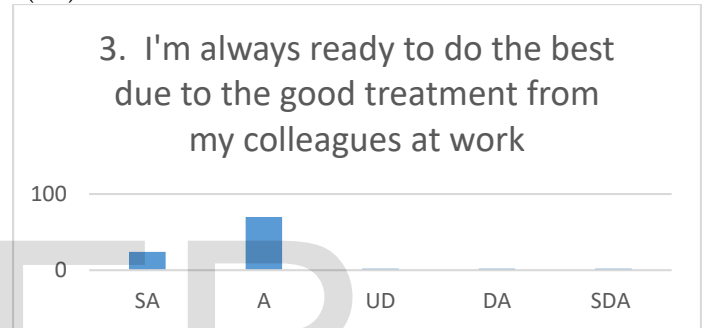 3. I'm always ready to do the best
due to the good treatment from
my colleagues at work
100
0
SA A UD DA SDA